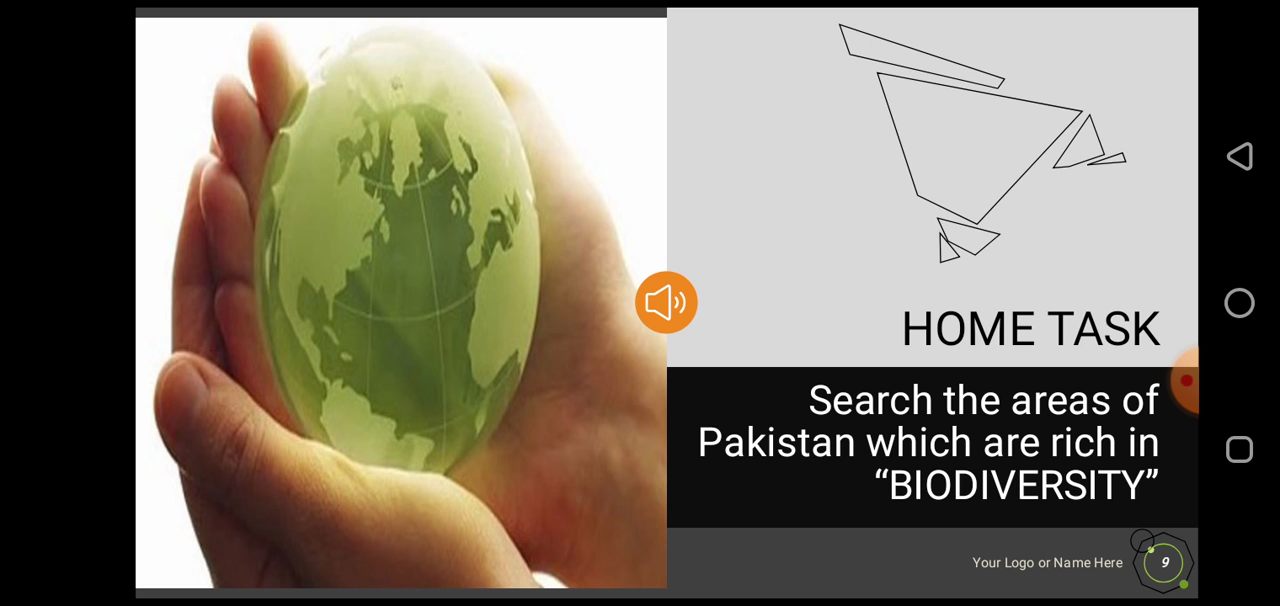 HOME TASK
Search the areas of
Pakistan which are rich in
“BIODIVERSITY”
Your Logo or Name Here
9